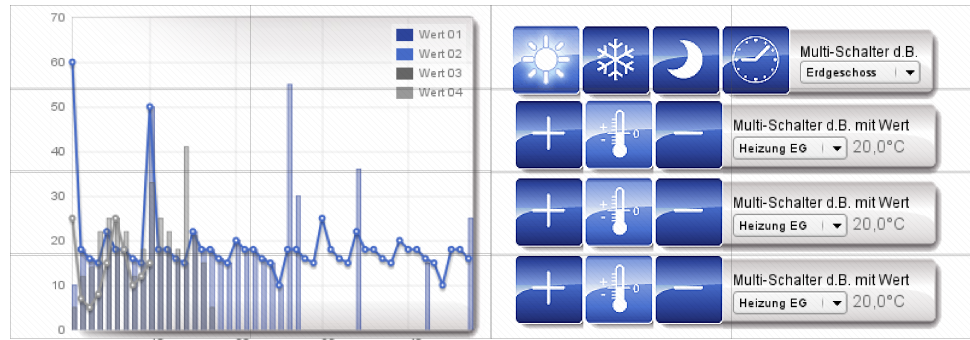 70
60
50
40
30
20
10
0
Wert 01
Wert 02
Wert 03
Wert 04
Multi-Schalter d.B.
Erdgeschoss
Multi-Schalter d.B. mit Wert
Heizung EG 20,0°C
Multi-Schalter d.B. mit Wert
Heizung EG 20,0°C
Multi-Schalter d.B. mit Wert
Heizung EG 20,0°C